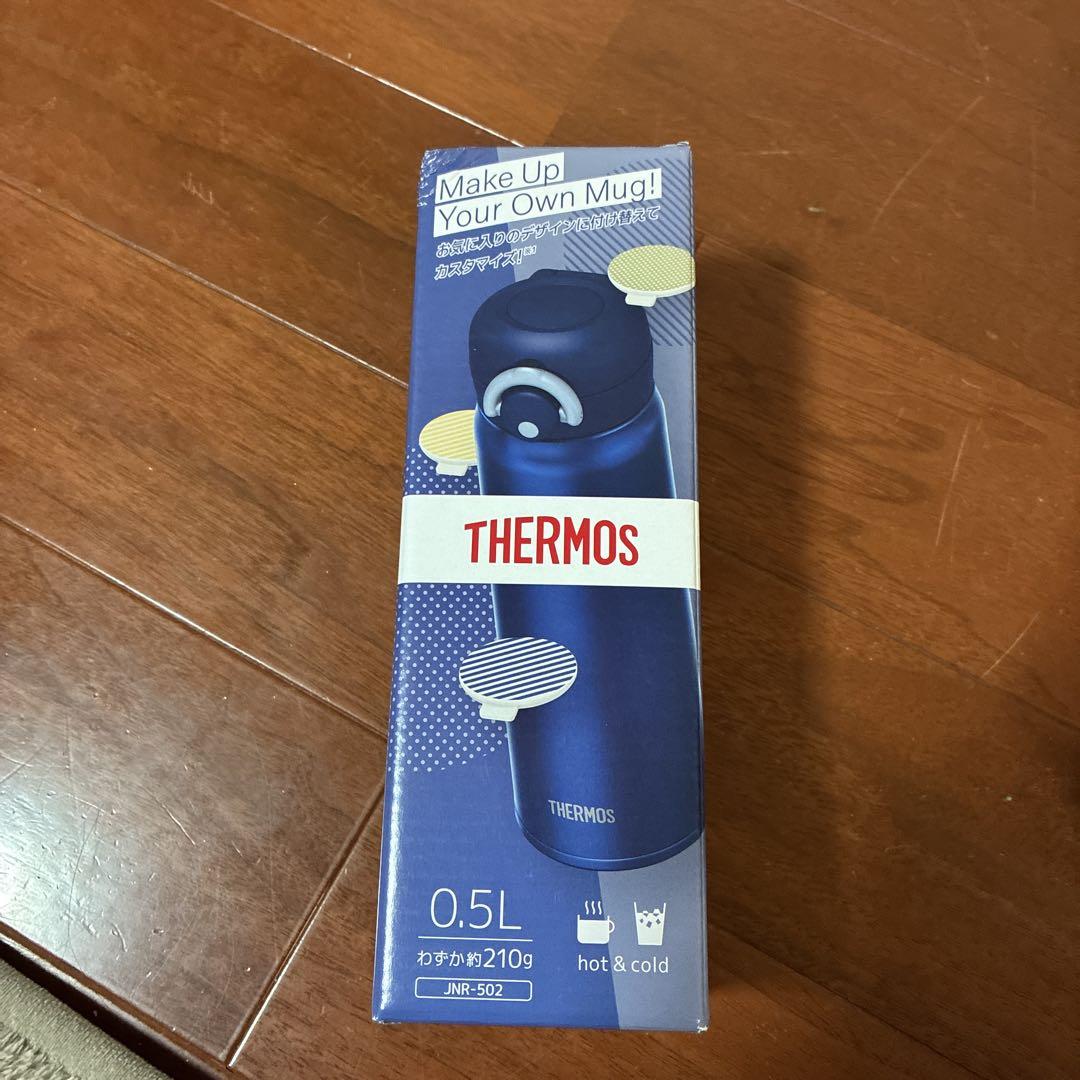 Make Up
Your Own Mug!
お気に入りのデザインに付け替えて
カスタマイズ!※1
THERMOS
THERMOS
0.5L
わずか約210g
JNR-502
hot & cold